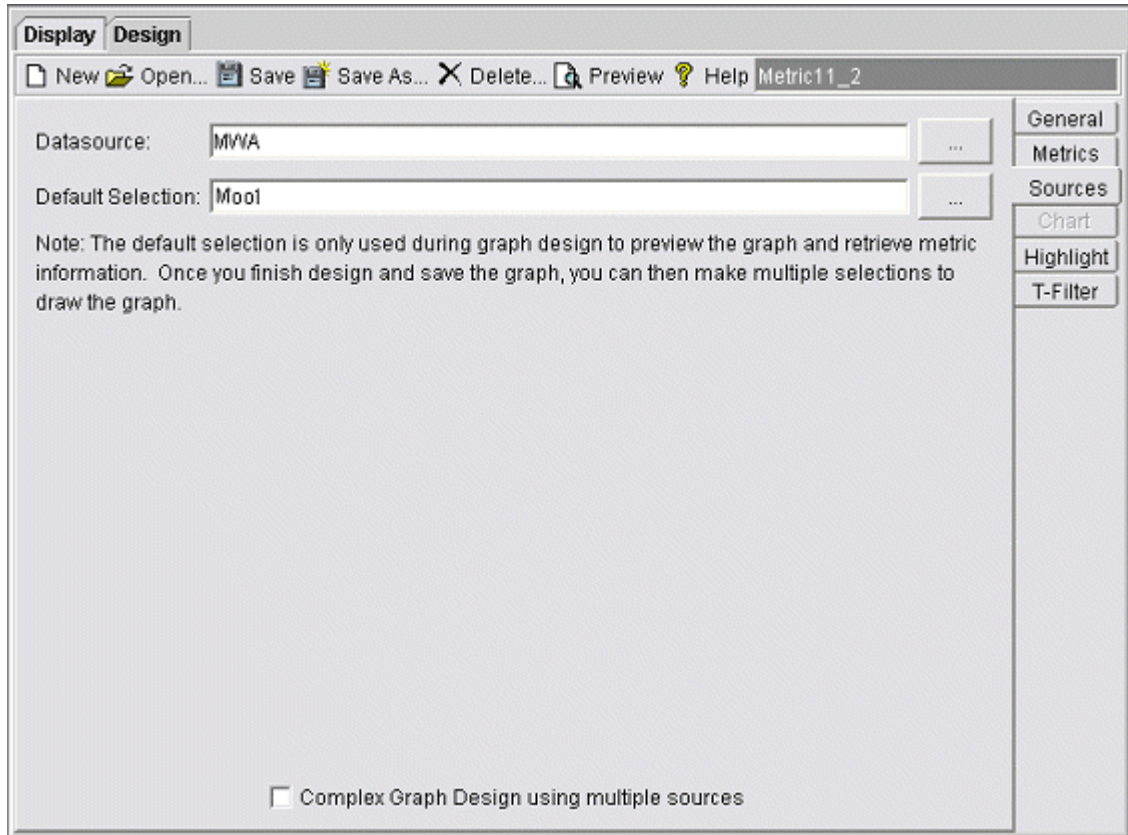 Display Design
New Open... Save Save As... Delete... Preview Help Metric11_2
General
Datasource: MWA ...
Metrics
Default Selection: Moo1 ...
Sources
Chart
Note: The default selection is only used during graph design to preview the graph and retrieve metric
information. Once you finish design and save the graph, you can then make multiple selections to
draw the graph.
Highlight
T-Filter
Complex Graph Design using multiple sources